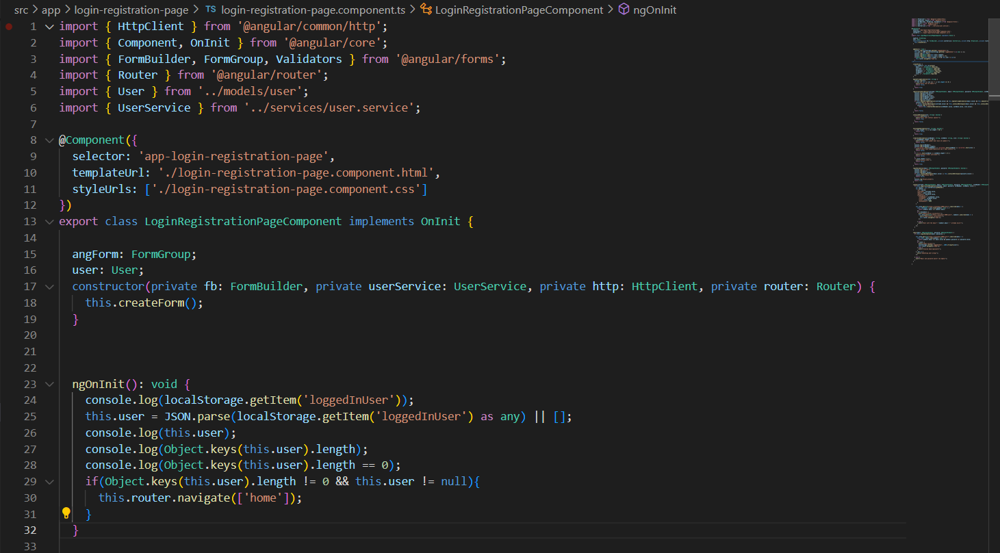 src > app > login-registration-page > TS login-registration-page.component.ts > LoginRegistrationPageComponent > ngOnInit
1 import { HttpClient } from '@angular/common/http';
2 import { Component, OnInit } from '@angular/core';
3 import { FormBuilder, FormGroup, Validators } from '@angular/forms';
4 import { Router } from '@angular/router';
5 import { User } from '../models/user';
6 import { UserService } from '../services/user.service';
7
8 @Component({
9 selector: 'app-login-registration-page',
10 templateUrl: './login-registration-page.component.html',
11 styleUrls: ['./login-registration-page.component.css']
12 })
13 export class LoginRegistrationPageComponent implements OnInit {
14
15 angForm: FormGroup;
16 user: User;
17 constructor(private fb: FormBuilder, private userService: UserService, private http: HttpClient, private router: Router) {
18 this.createForm();
19 }
20
21
22
23 ngOnInit(): void {
24 console.log(localStorage.getItem('loggedInUser'));
25 this.user = JSON.parse(localStorage.getItem('loggedInUser') as any) || [];
26 console.log(this.user);
27 console.log(Object.keys(this.user).length);
28 console.log(Object.keys(this.user).length == 0);
29 if(Object.keys(this.user).length != 0 && this.user != null){
30 this.router.navigate(['home']);
31 }
32 }
33